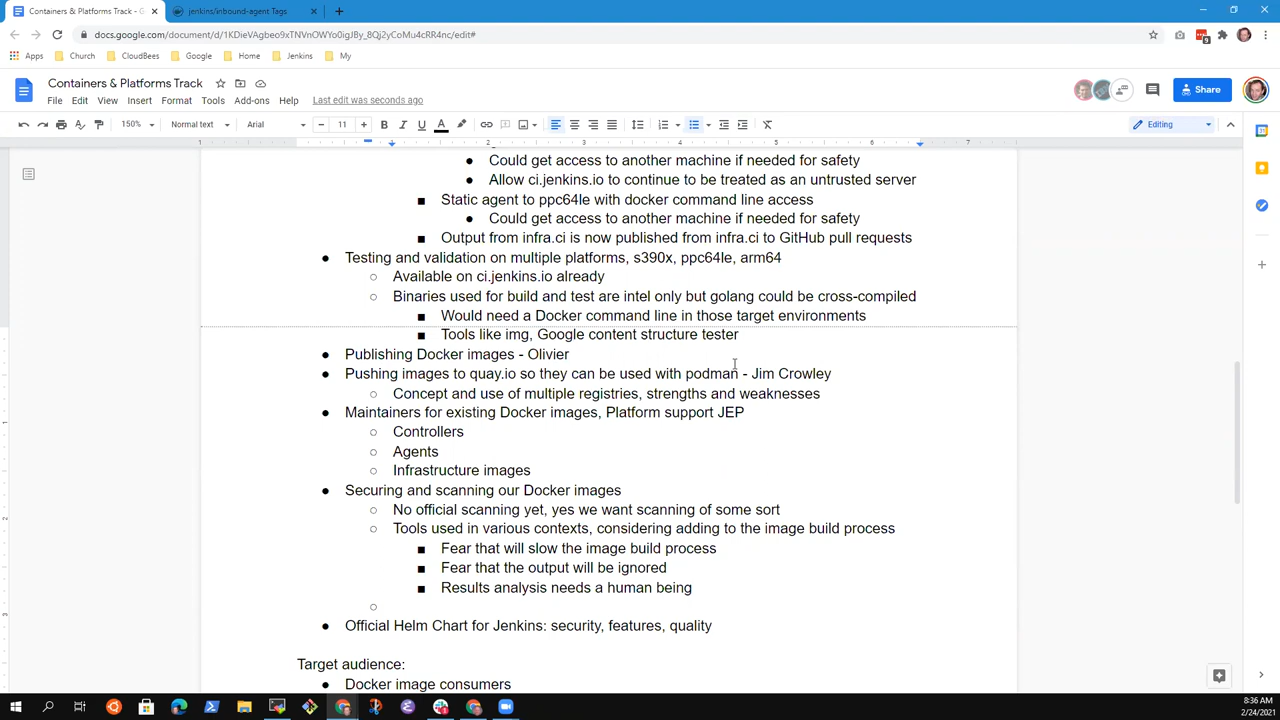 Containers & Platforms Track - G
jenkins/inbound-agent Tags
docs.google.com/document/d/1KDieVAgbeo9xTNVnOWYo0igJBy_8Qj2yCoMu4cRR4nc/edit#
9
Apps
Church
CloudBees
Google
Home
Jenkins
My
Containers & Platforms Track
File Edit View Insert Format Tools Add-ons Help Last edit was seconds ago
Share
150% Normal text Arial 11 Editing
1 1 2 3 4 5 6 7
Could get access to another machine if needed for safety
Allow ci.jenkins.io to continue to be treated as an untrusted server
Static agent to ppc64le with docker command line access
Could get access to another machine if needed for safety
Output from infra.ci is now published from infra.ci to GitHub pull requests
Testing and validation on multiple platforms, s390x, ppc64le, arm64
Available on ci.jenkins.io already
Binaries used for build and test are intel only but golang could be cross-compiled
Would need a Docker command line in those target environments
Tools like img, Google content structure tester
Publishing Docker images - Olivier
Pushing images to quay.io so they can be used with podman - Jim Crowley
Concept and use of multiple registries, strengths and weaknesses
Maintainers for existing Docker images, Platform support JEP
Controllers
Agents
Infrastructure images
Securing and scanning our Docker images
No official scanning yet, yes we want scanning of some sort
Tools used in various contexts, considering adding to the image build process
Fear that will slow the image build process
Fear that the output will be ignored
Results analysis needs a human being
Official Helm Chart for Jenkins: security, features, quality
Target audience:
Docker image consumers
8:36 AM
2/24/2021